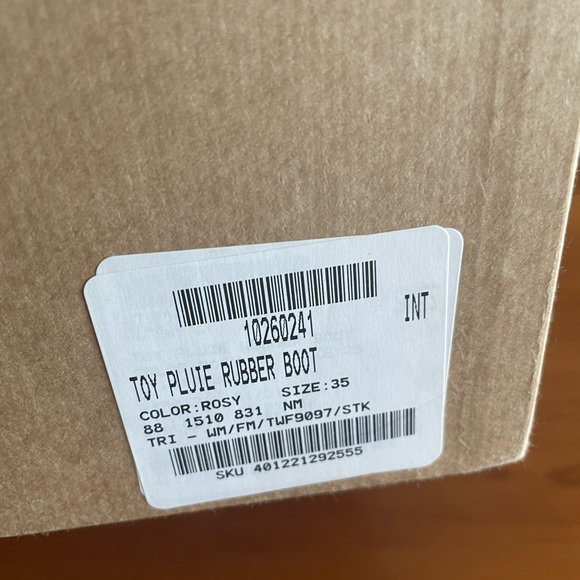 10260241
INT
TOY PLUIE RUBBER BOOT
COLOR:ROSY SIZE:35
88 1510 831 NM
TRI - WM/FM/TWF9097/STK
SKU 401221292555